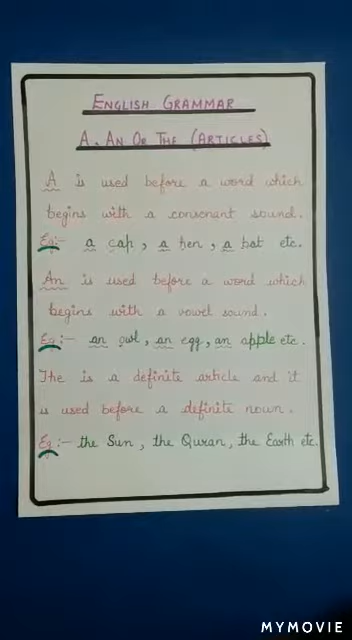 ENGLISH GRAMMAR
A, AN OR THE (ARTICLES)
A is used before a word which
begins with a consonant sound.
Eg:- a cap, a hen, a bat etc.
An is used before a word which
begins with a vowel sound.
Eg:- an owl, an egg, an apple etc.
The is a definite article and it
is used before a definite noun.
Eg:- the Sun, the Quran, the Earth etc.
MYMOVIE